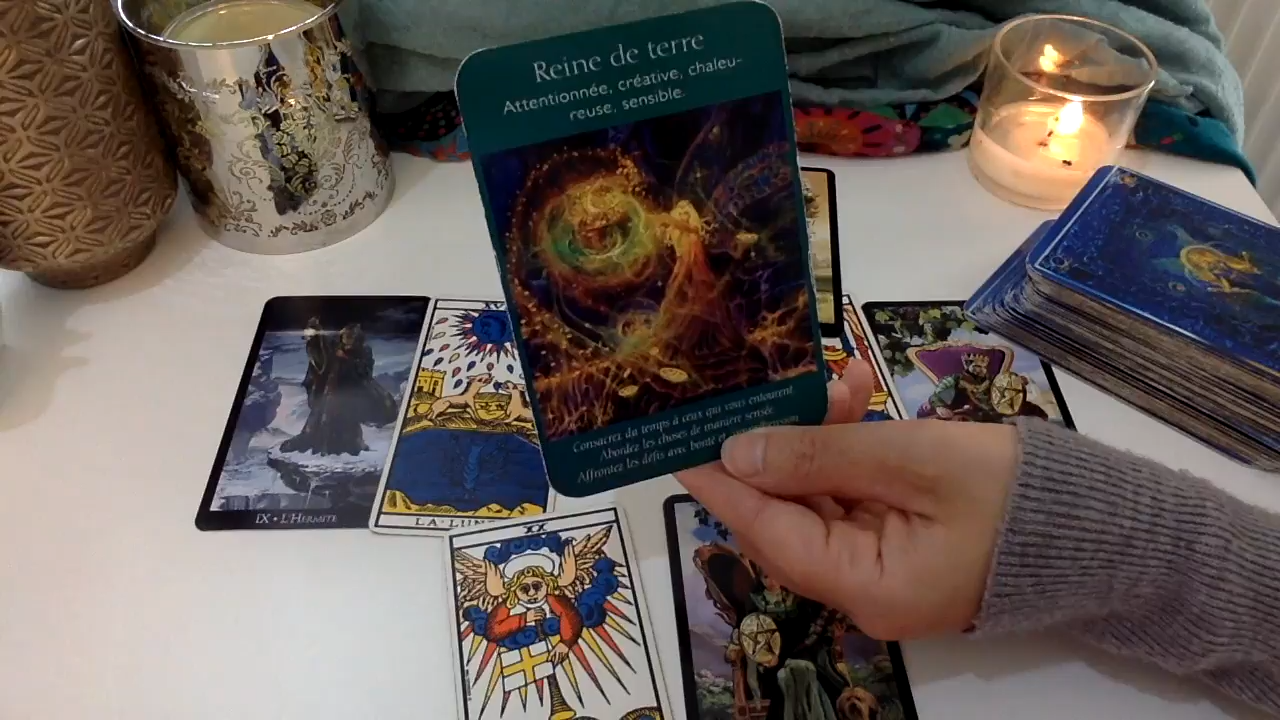 Reine de terre
Attentionnée, créative, chaleu-
reuse, sensible.
Consacrez du temps à ceux qui vous entourent
Abordez les choses de manière sensée
Affrontez les défis avec bonté et
IX • L'HERMITE
LA·LUN
XX